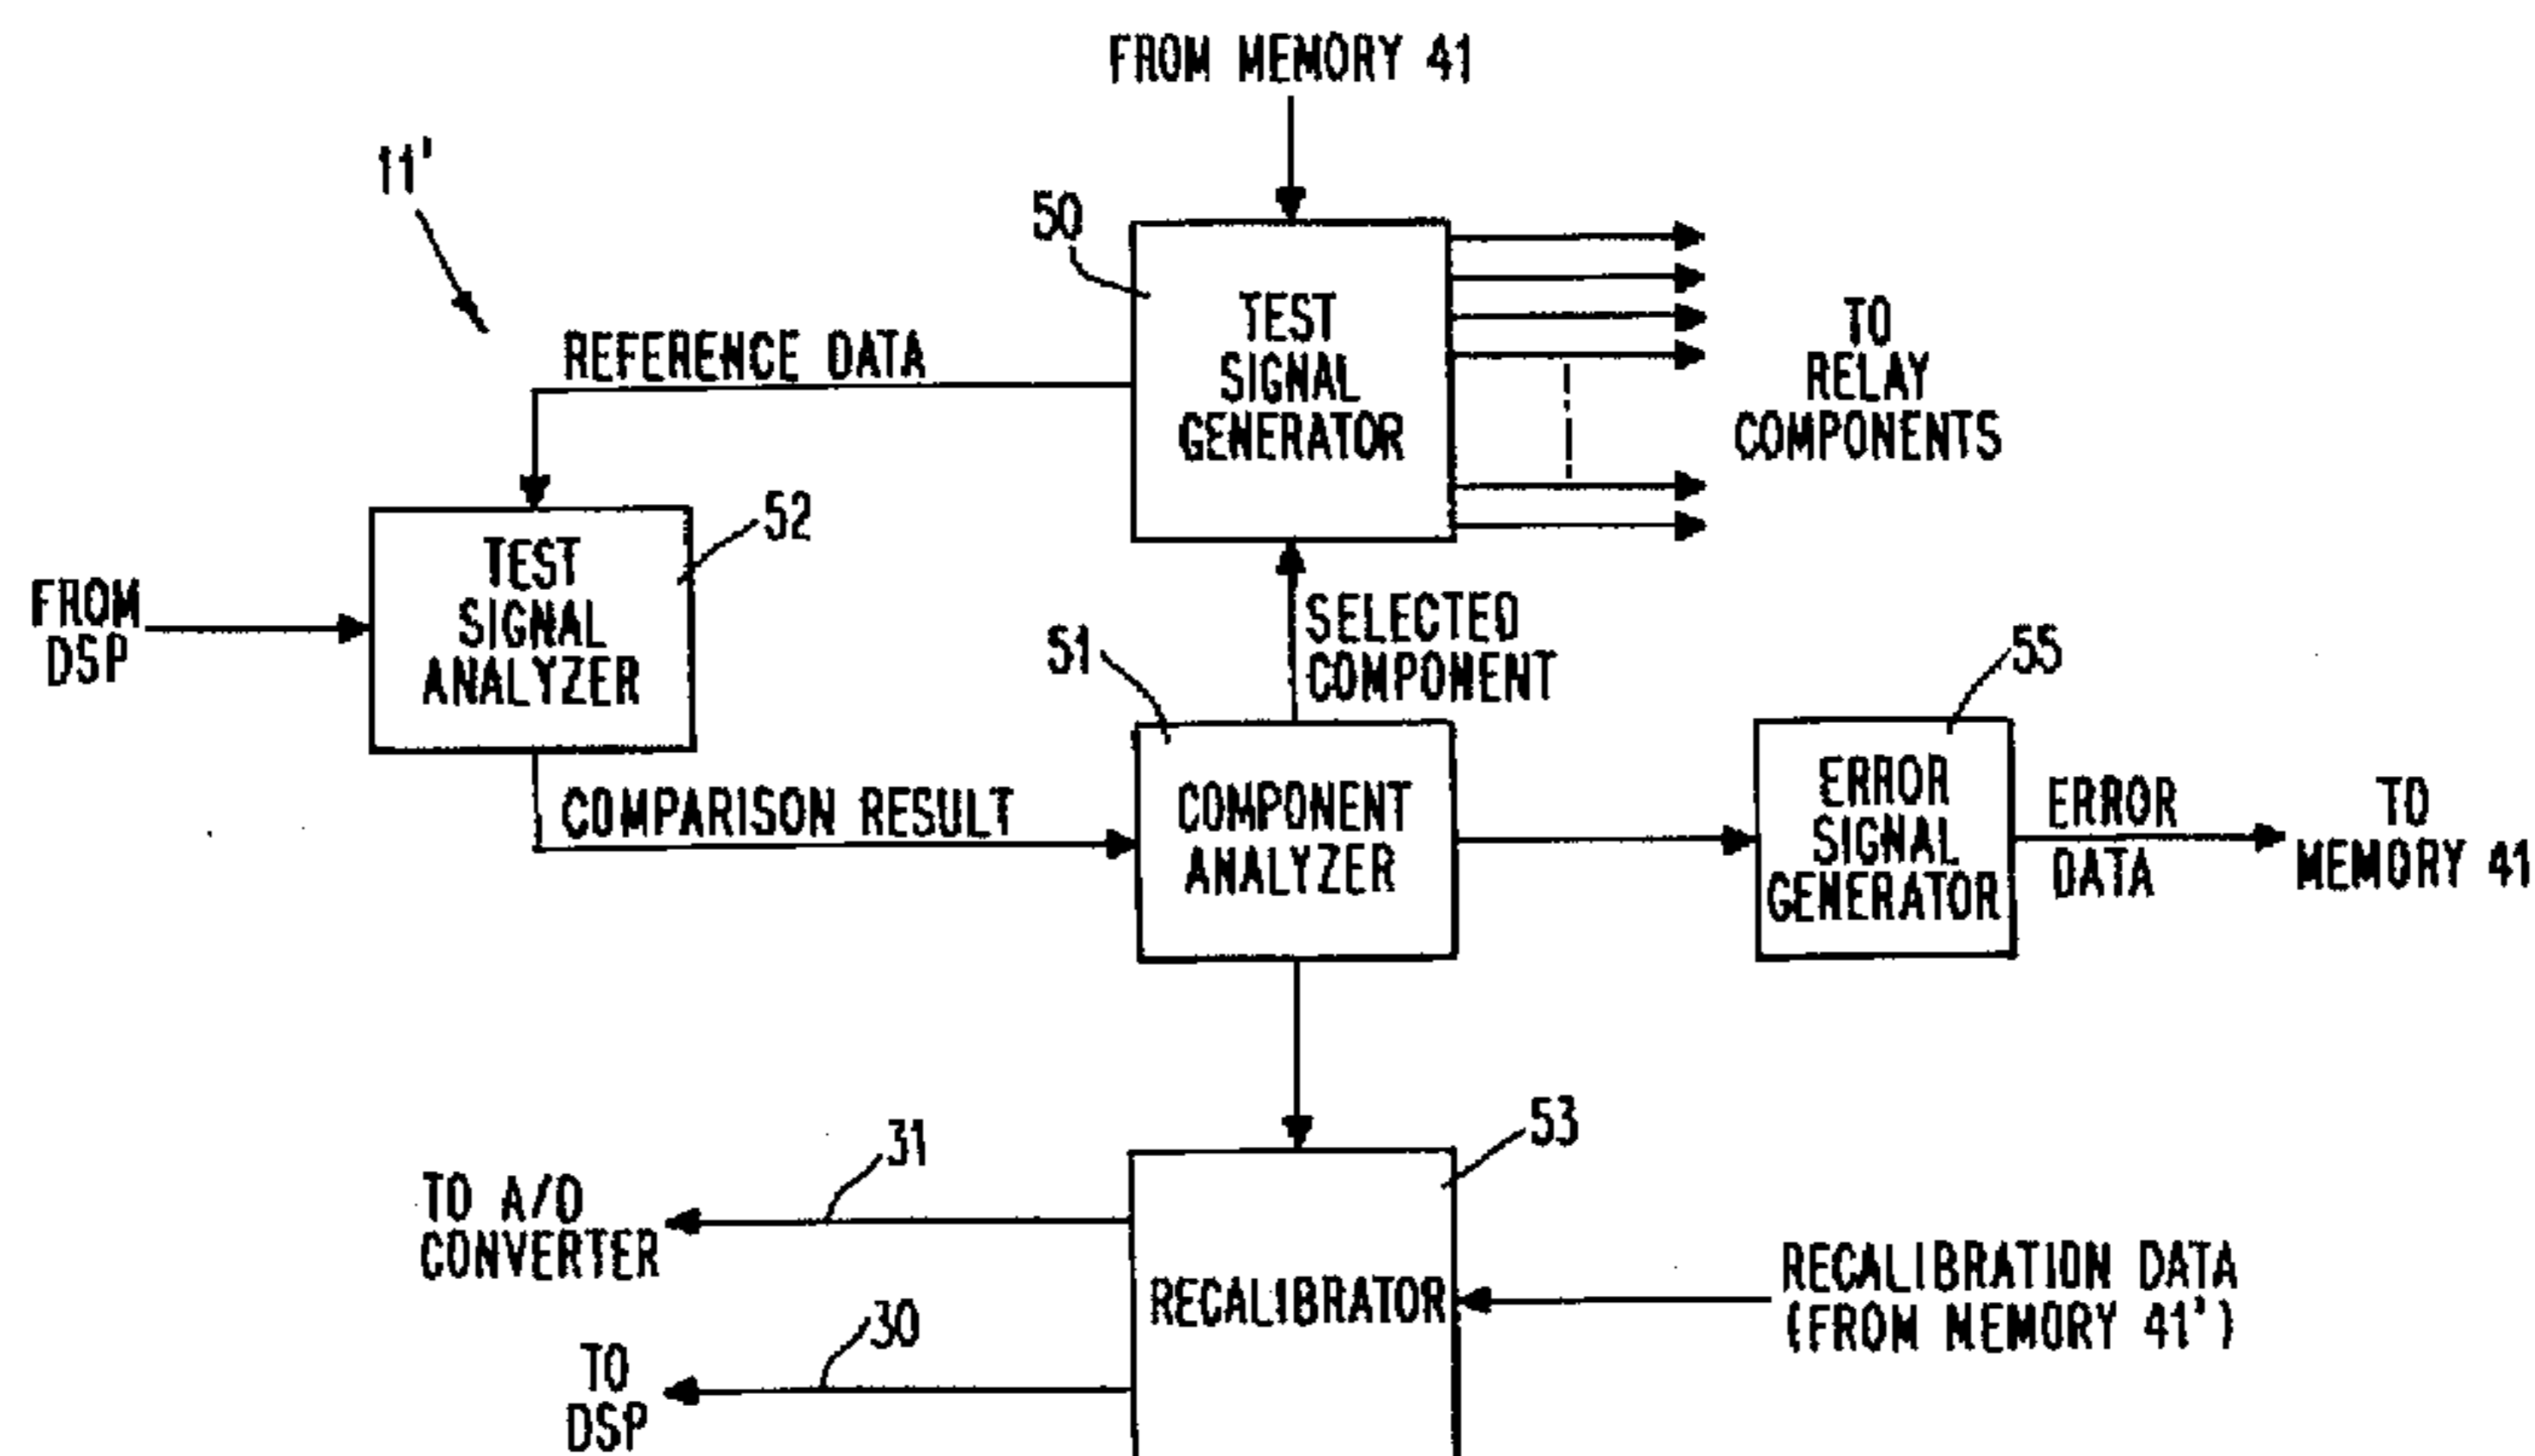 FROM MEMORY 41
11'
50
TEST
SIGNAL
GENERATOR
TO
RELAY
COMPONENTS
REFERENCE DATA
52
TEST
SIGNAL
ANALYZER
FROM
DSP
SELECTED
COMPONENT
51
COMPONENT
ANALYZER
COMPARISON RESULT
55
ERROR
SIGNAL
GENERATOR
ERROR
DATA
TO
MEMORY 41
53
RECALIBRATOR
31
TO A/D
CONVERTER
30
TO
DSP
RECALIBRATION DATA
(FROM MEMORY 41')